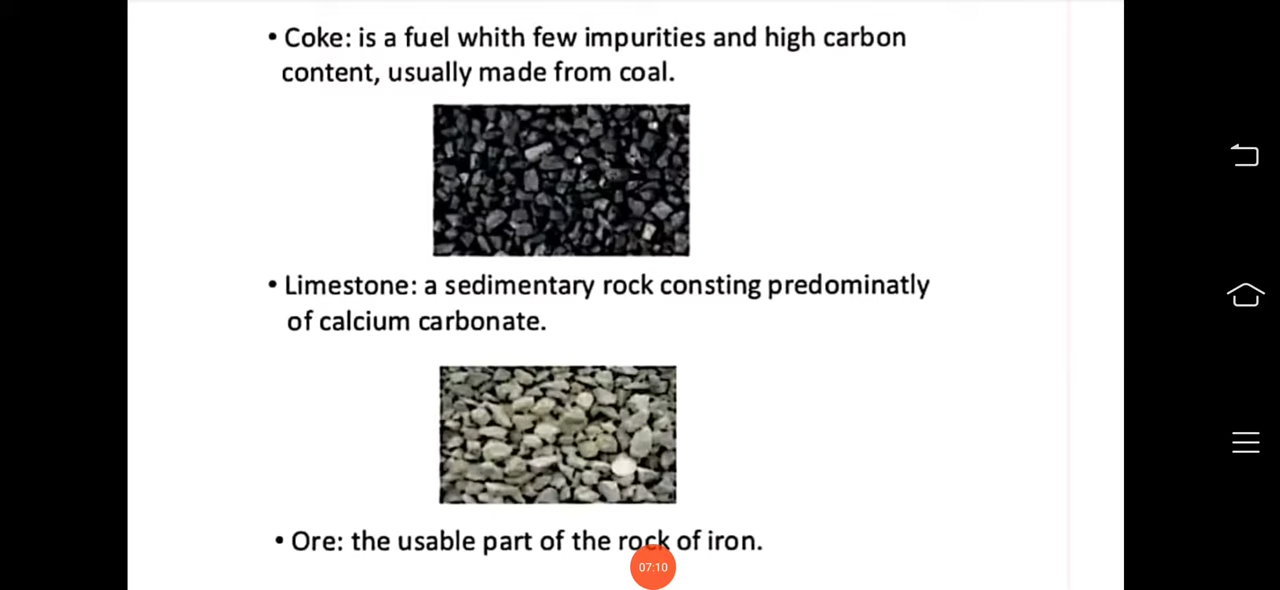 • Coke: is a fuel whith few impurities and high carbon
content, usually made from coal.
• Limestone: a sedimentary rock consting predominatly
of calcium carbonate.
• Ore: the usable part of the rock of iron.
07:10